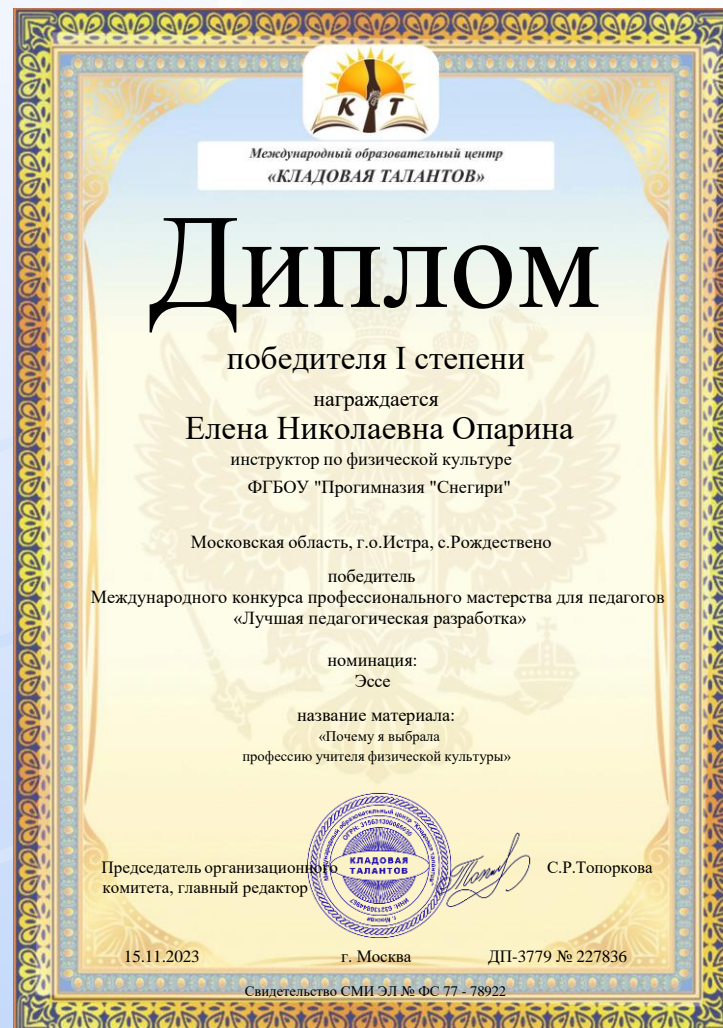 К Т
Международный образовательный центр
«КЛАДОВАЯ ТАЛАНТОВ»
Диплом
победителя I степени
награждается
Елена Николаевна Опарина
инструктор по физической культуре
ФГБОУ "Прогимназия "Снегири"
Московская область, г.о.Истра, с.Рождествено
победитель
Международного конкурса профессионального мастерства для педагогов
«Лучшая педагогическая разработка»
номинация:
Эссе
название материала:
«Почему я выбрала
профессию учителя физической культуры»
Председатель организационного
комитета, главный редактор
КЛАДОВАЯ
ТАЛАНТОВ
г. Москва
С.Р.Топоркова
15.11.2023 г. Москва ДП-3779 № 227836
Свидетельство СМИ ЭЛ № ФС 77 - 78922